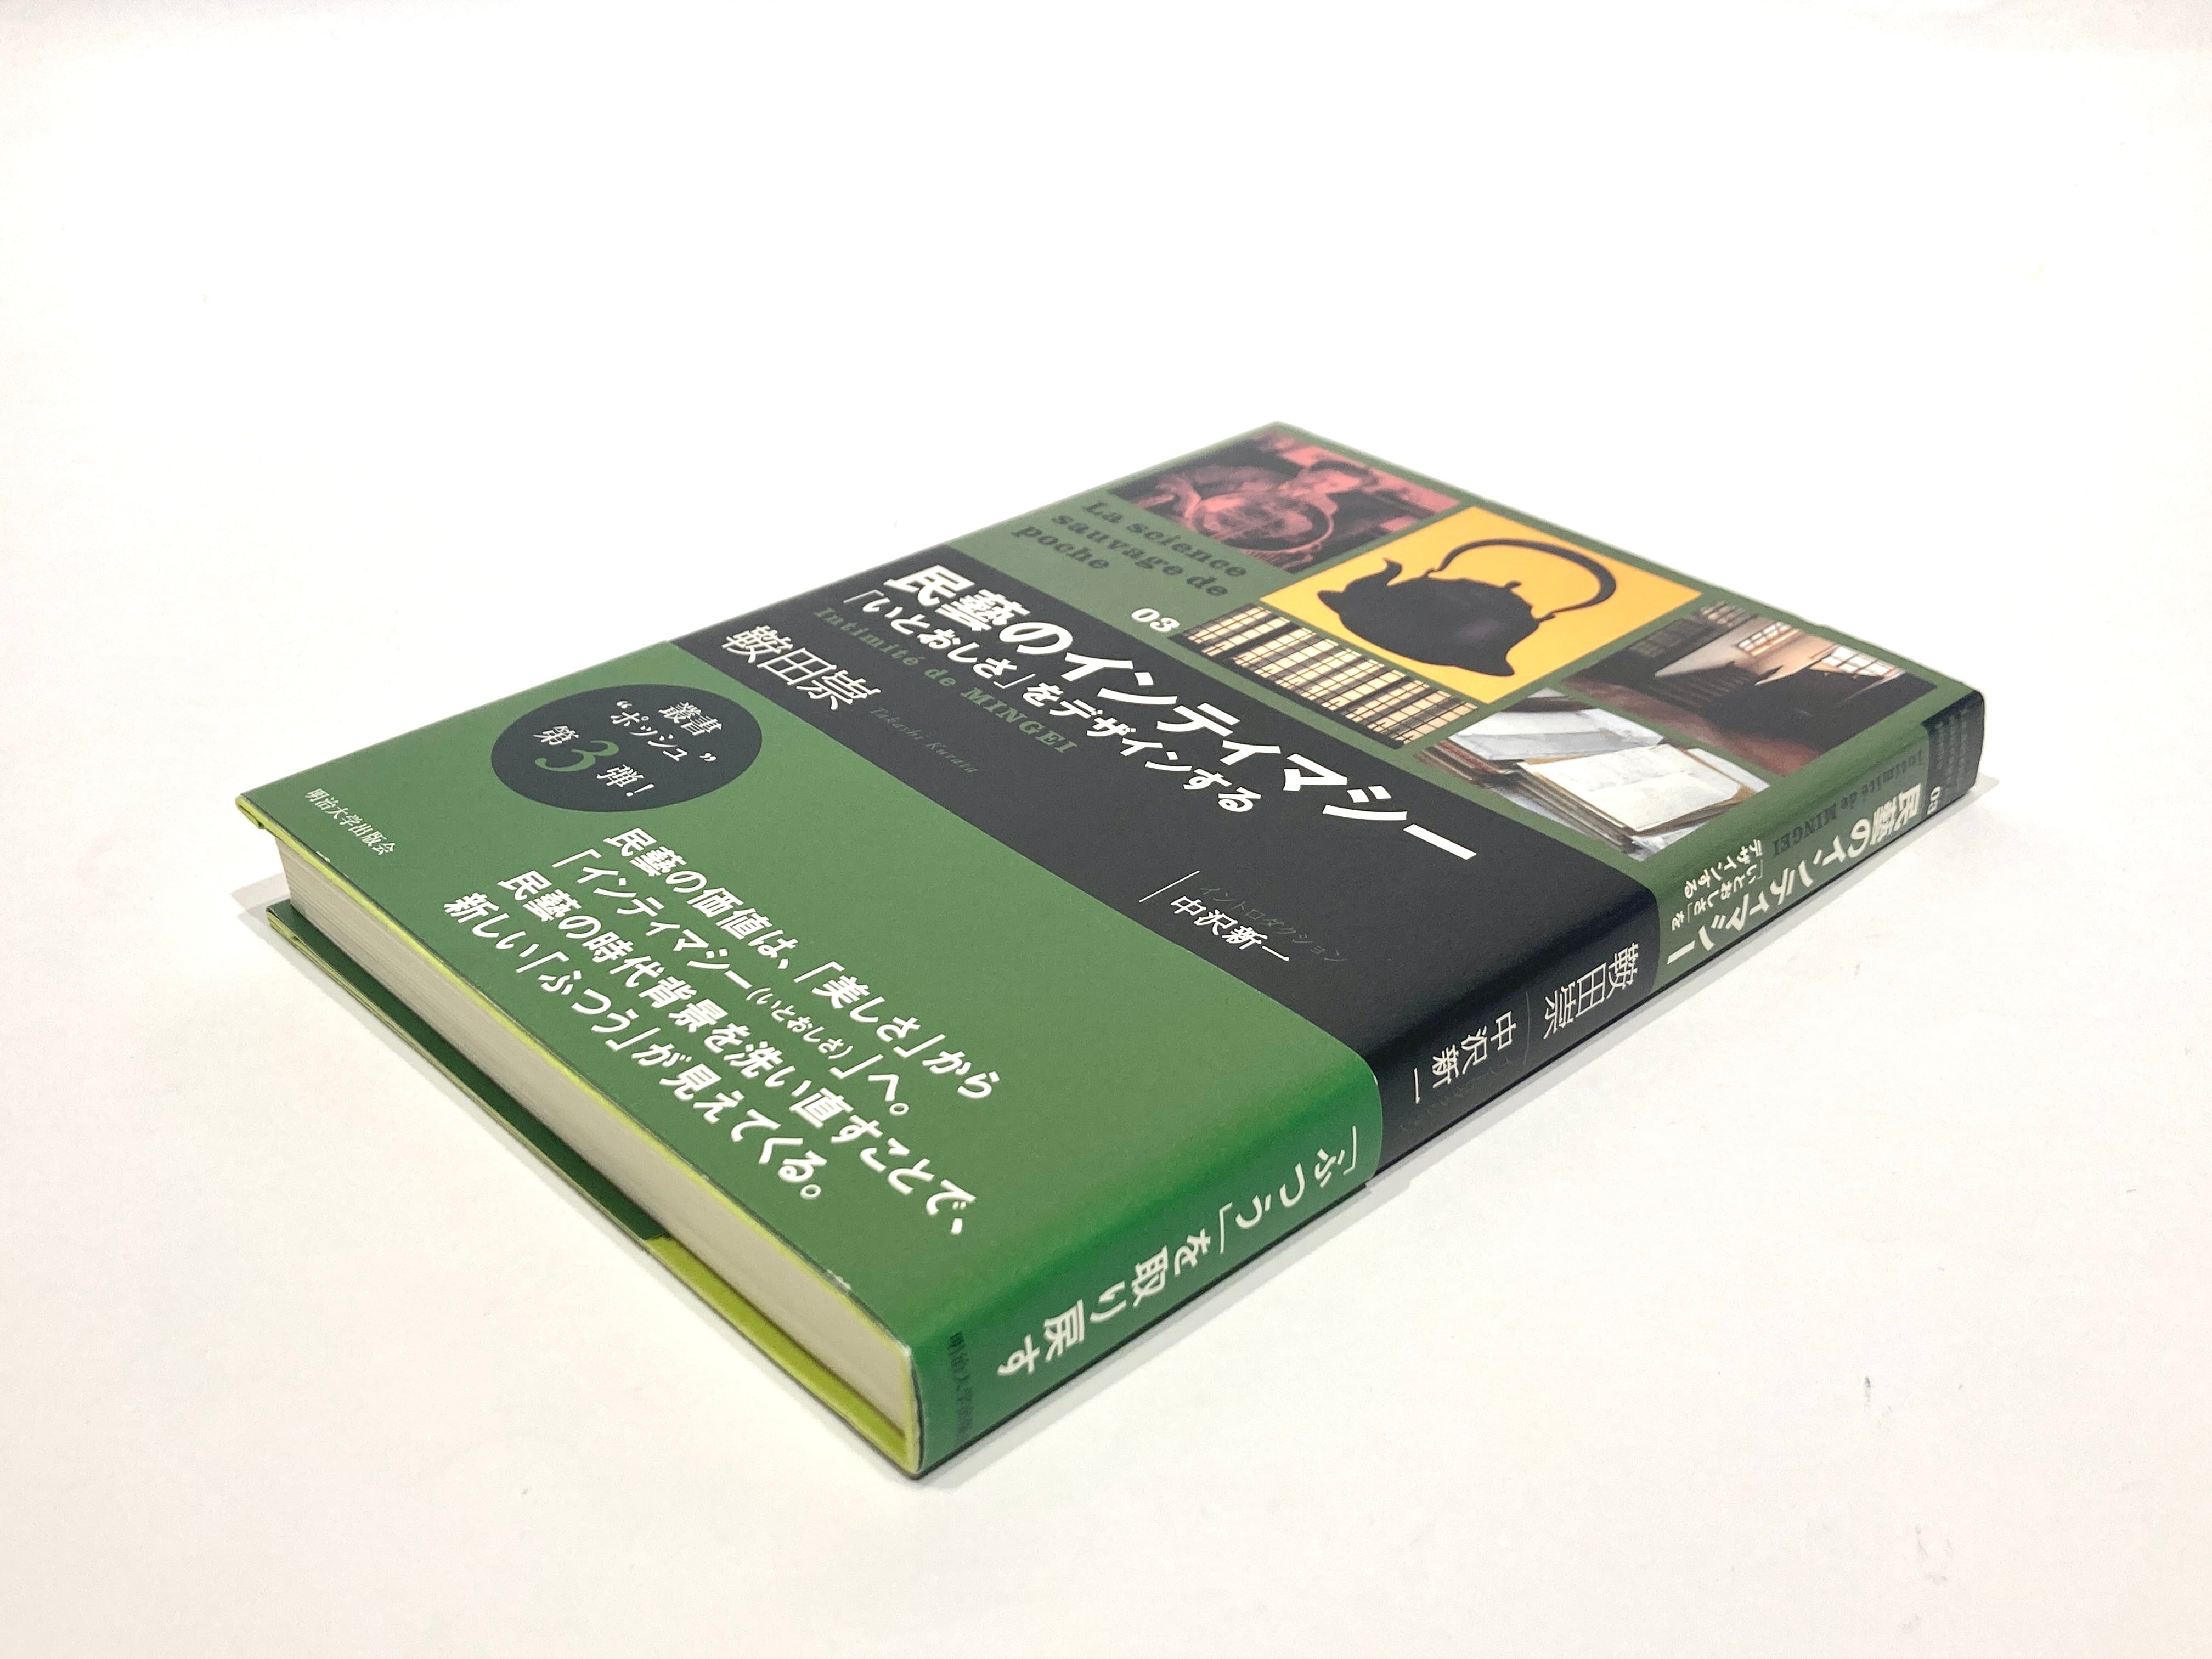 La science
sauvage de
poche
03
民藝のインティマシー
「いとおしさ」をデザインする
Intimité de MINGEI
鞍田崇
Takashi Kurata
イントロダクション
中沢新一
叢書
“ポッシュ”
第3弾!
民藝の価値は、「美しさ」から
「インティマシー(いとおしさ)」へ。
民藝の時代背景を洗い直すことで、
新しい「ふつう」が見えてくる。
明治大学出版会
03
民藝のインティマシー
Intimité de MINGEI
「いとおしさ」を
デザインする
鞍田崇
中沢新一
「ふつう」を取り戻す
明治大学出版会